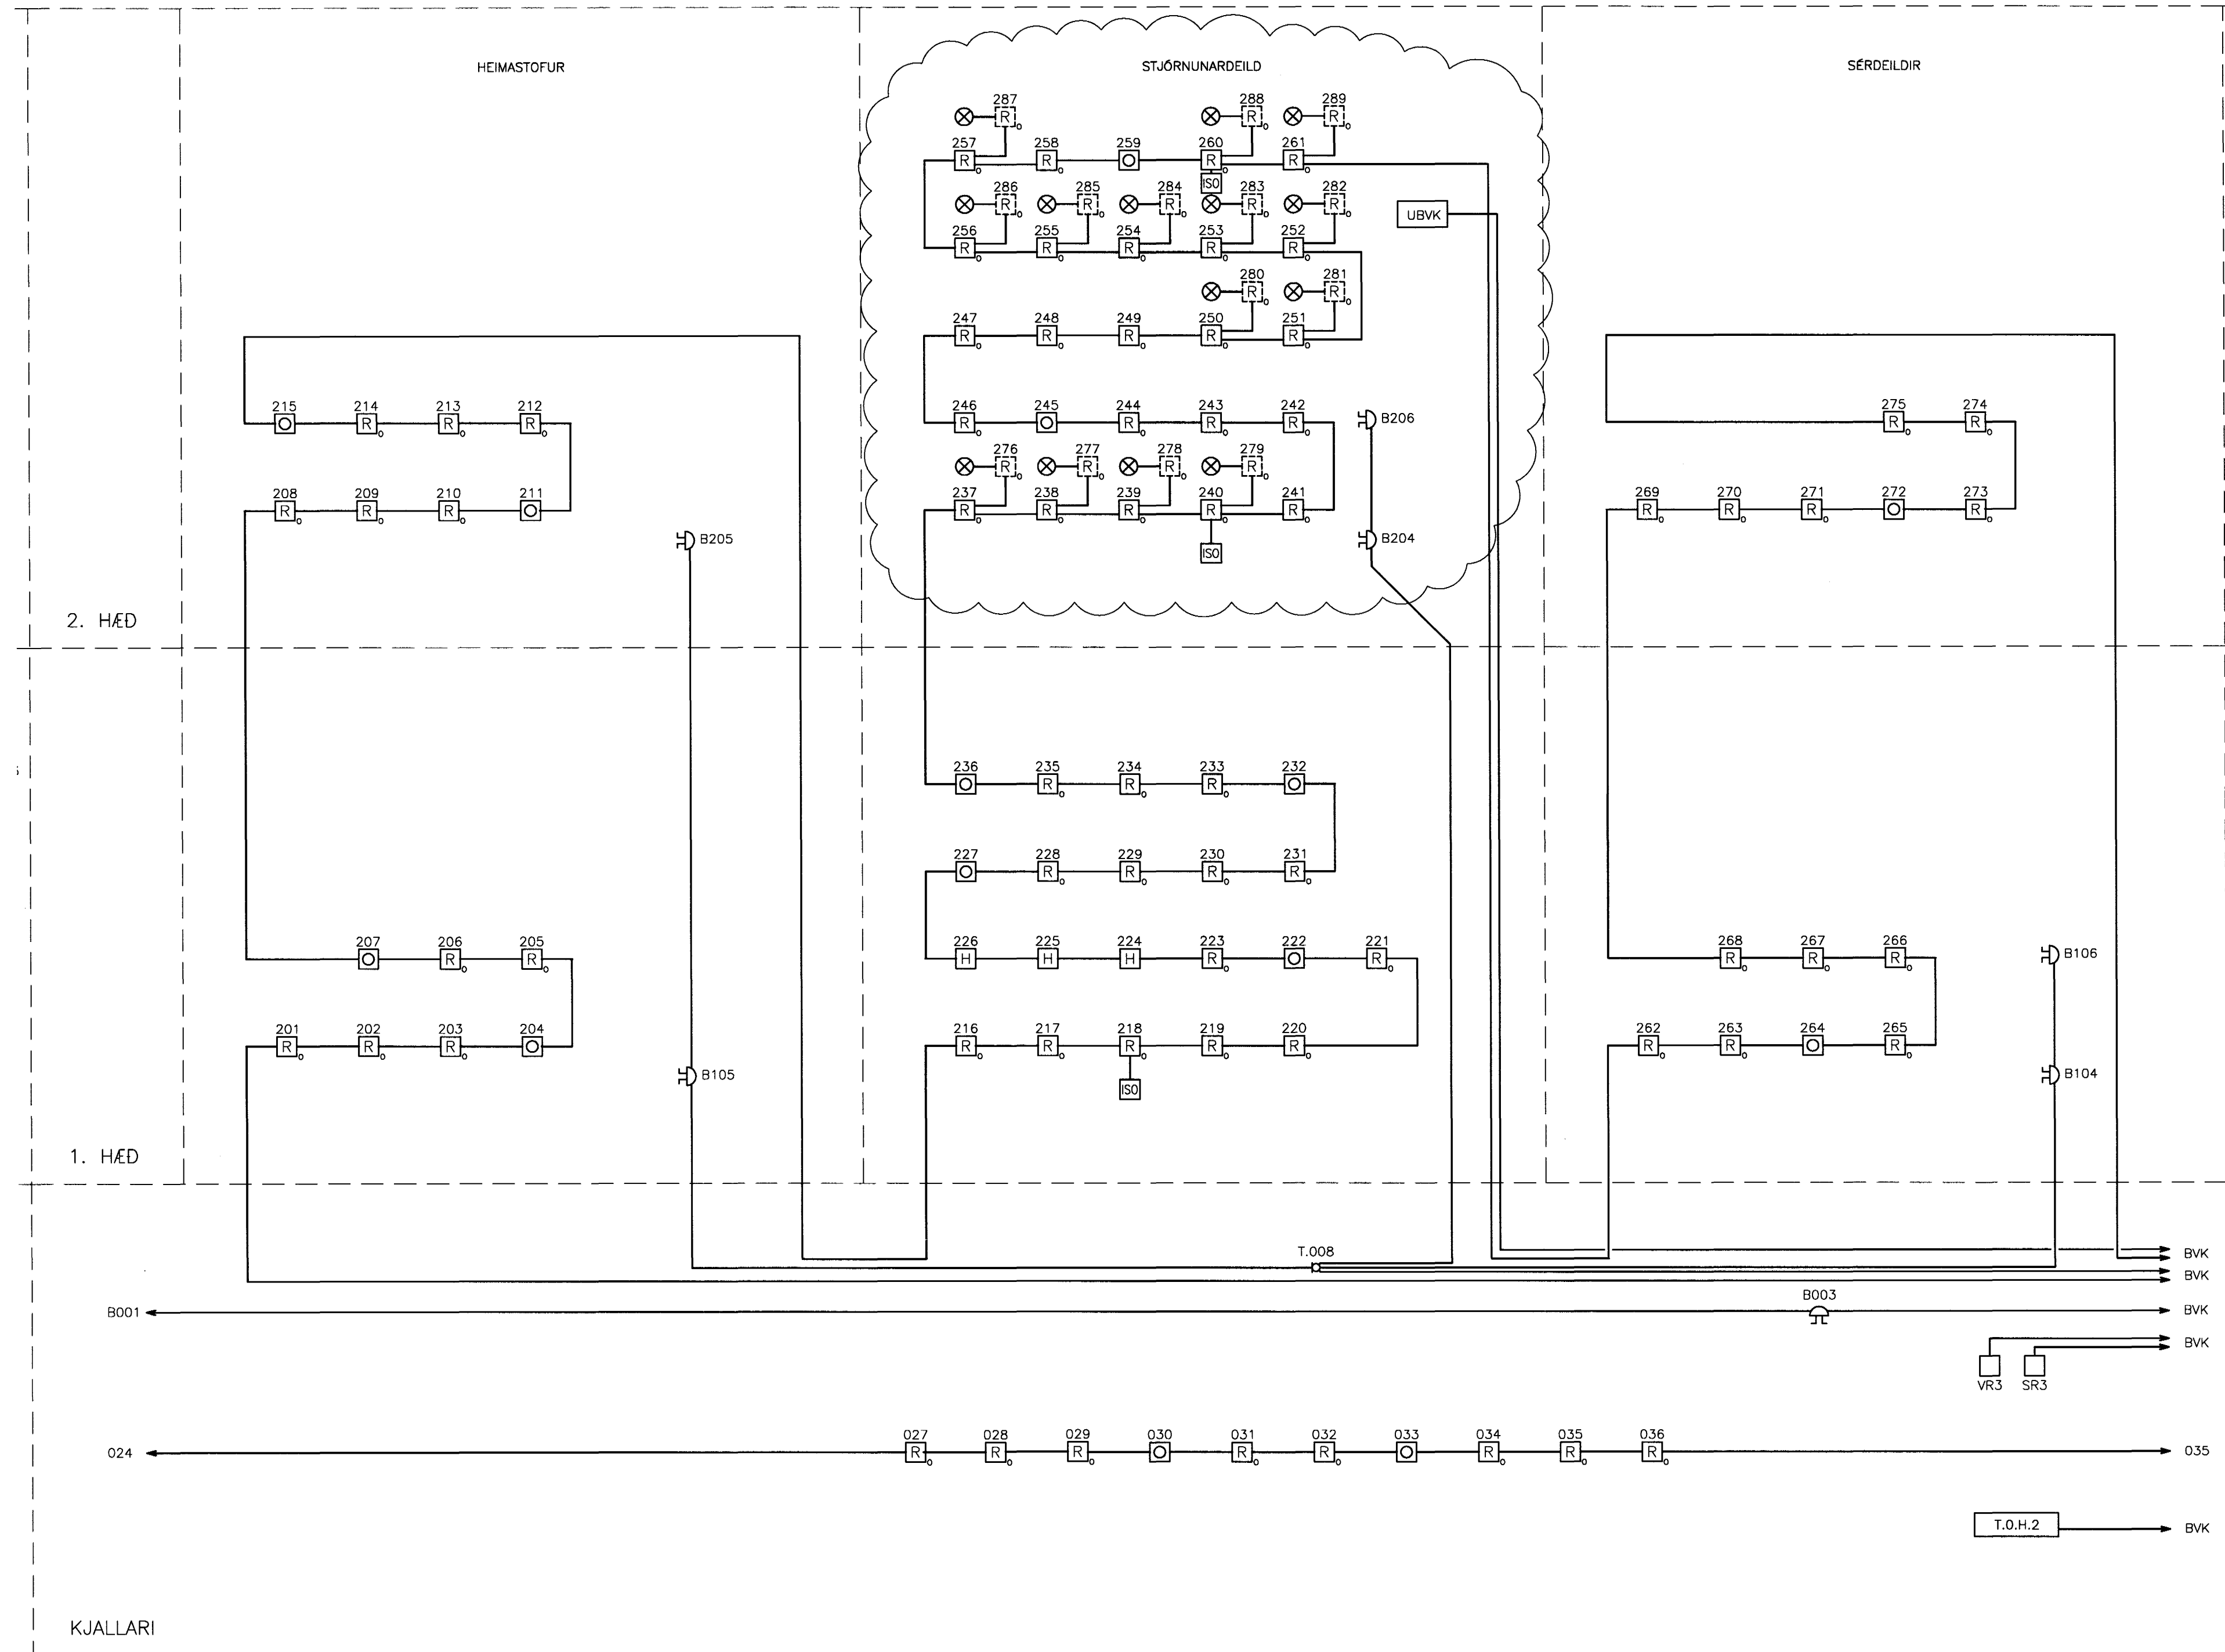 HEIMASTOFUR STJÓRNUNARDEILD SÉRDEILDIR
287 288 289
R R R
257 258 259 260 261
R R R R
ISO
286 285 284 283 282
R R R R R
UBVK
256 255 254 253 252
R R R R R
280 281
R R
247 248 249 250 251
R R R R R
215 214 213 212 246 245 244 243 242 B206 275 274
R R R R R R R R R
276 277 278 279
R R R R
208 209 210 211 237 238 239 240 241 269 270 271 272 273
R R R R R R R R R R R R
B205 ISO B204
2. HÆÐ
236 235 234 233 232
R R R
227 228 229 230 231
R R R R
207 206 205 226 225 224 223 222 221 268 267 266 B106
R R H H H R R R R R
201 202 203 204 216 217 218 219 220 262 263 264 265
R R R R R R R R R R R
B105 ISO B104
1. HÆÐ
T.008 BVK
BVK
B003
B001 BVK
BVK
VR3 SR3
027 028 029 030 031 032 033 034 035 036
024 R R R R R R R R 035
T.O.H.2 BVK
KJALLARI